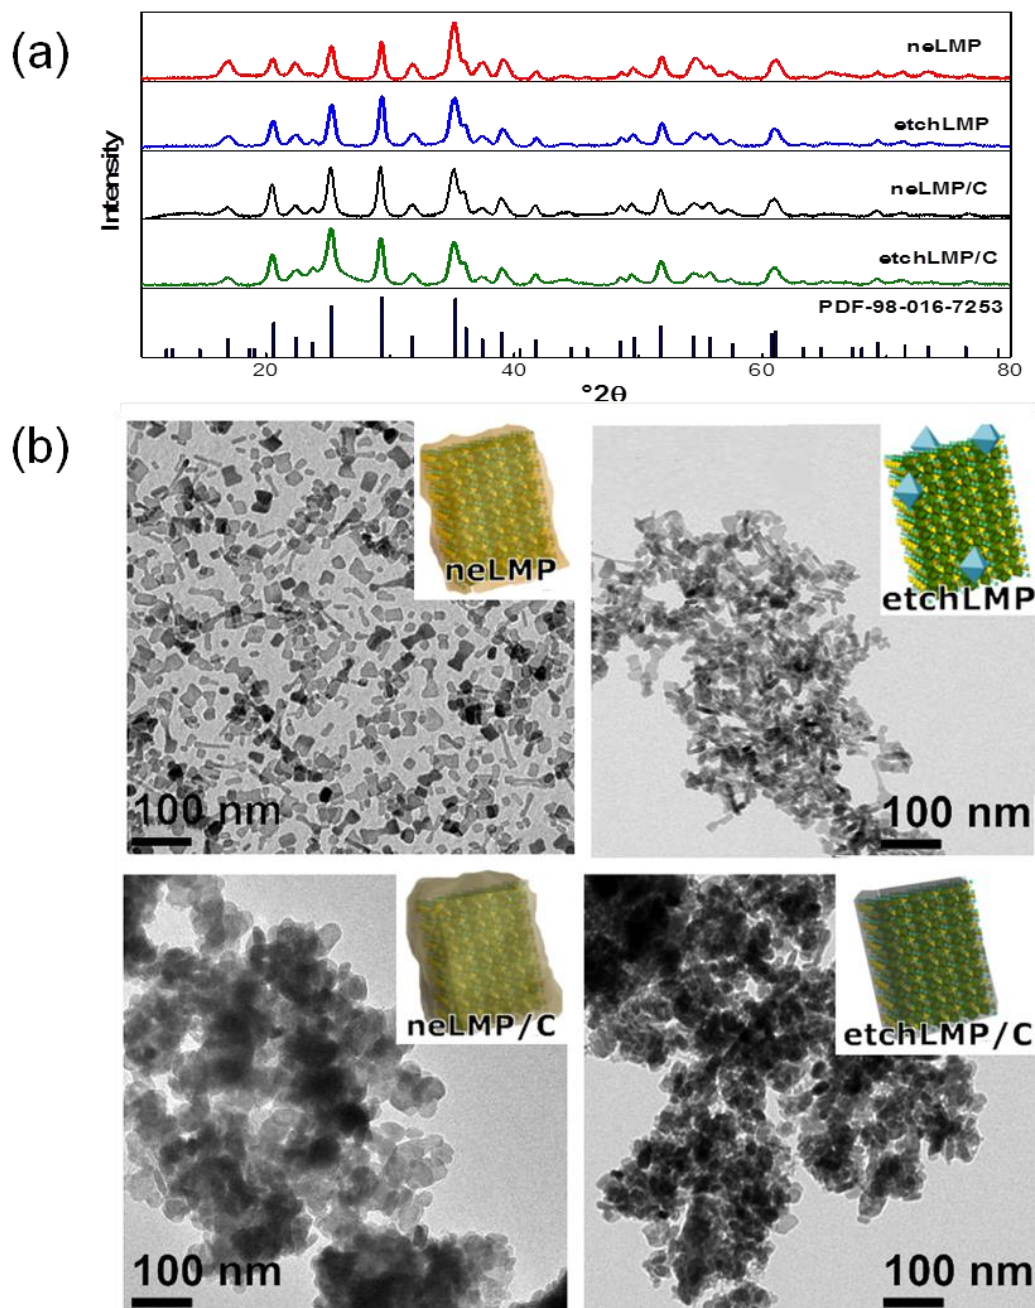 (a)
neLMP
etchLMP
neLMP/C
etchLMP/C
PDF-98-016-7253
Intensity
20 40 60 80
°2θ
(b)
neLMP
etchLMP
100 nm
100 nm
neLMP/C
etchLMP/C
100 nm
100 nm